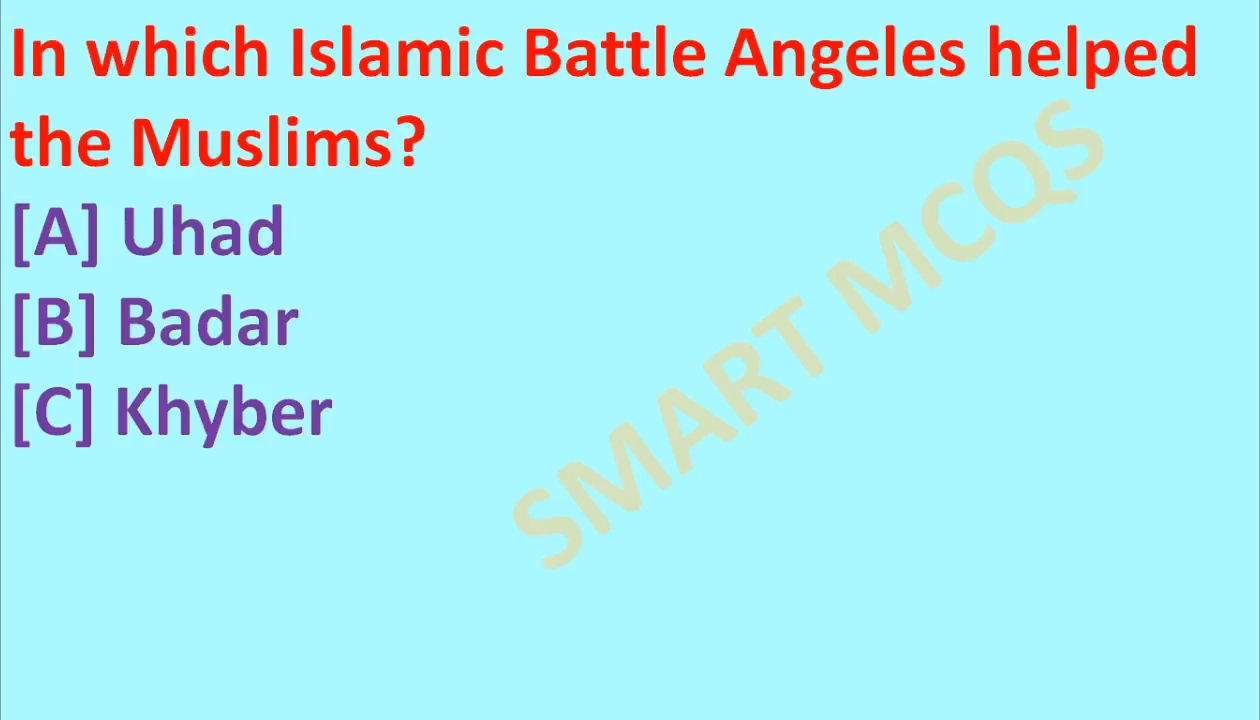 In which Islamic Battle Angeles helped
the Muslims?
[A] Uhad
[B] Badar
[C] Khyber
SMART MCQS